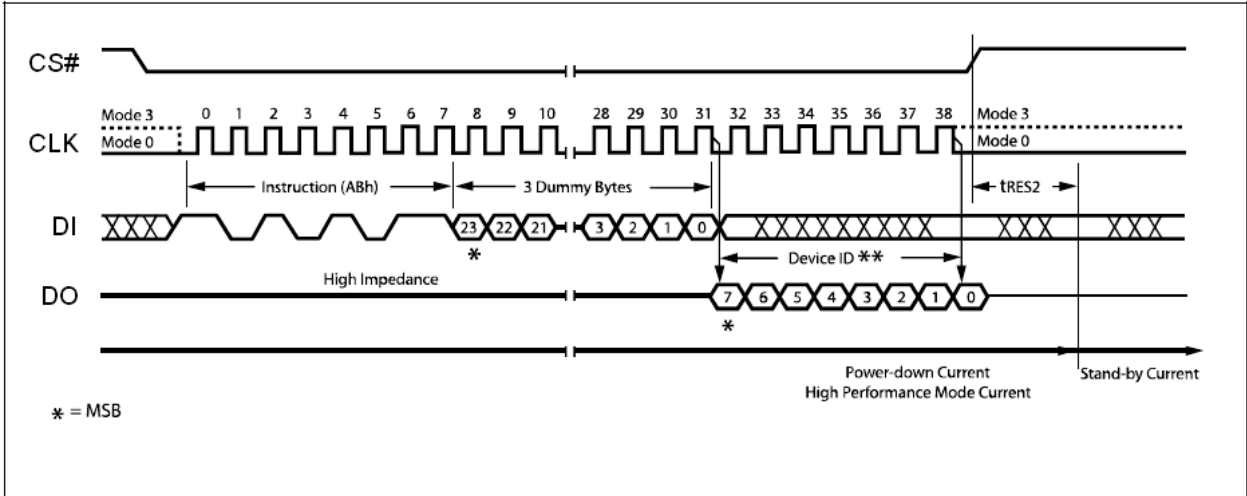 CS#
Mode 3 0 1 2 3 4 5 6 7 8 9 10 28 29 30 31 32 33 34 35 36 37 38 Mode 3
CLK Mode 0 Mode 0
Instruction (ABh) 3 Dummy Bytes tRES2
DI 23 22 21 3 2 1 0
* Device ID **
High Impedance
DO 7 6 5 4 3 2 1 0
*
Power-down Current Stand-by Current
High Performance Mode Current
* = MSB